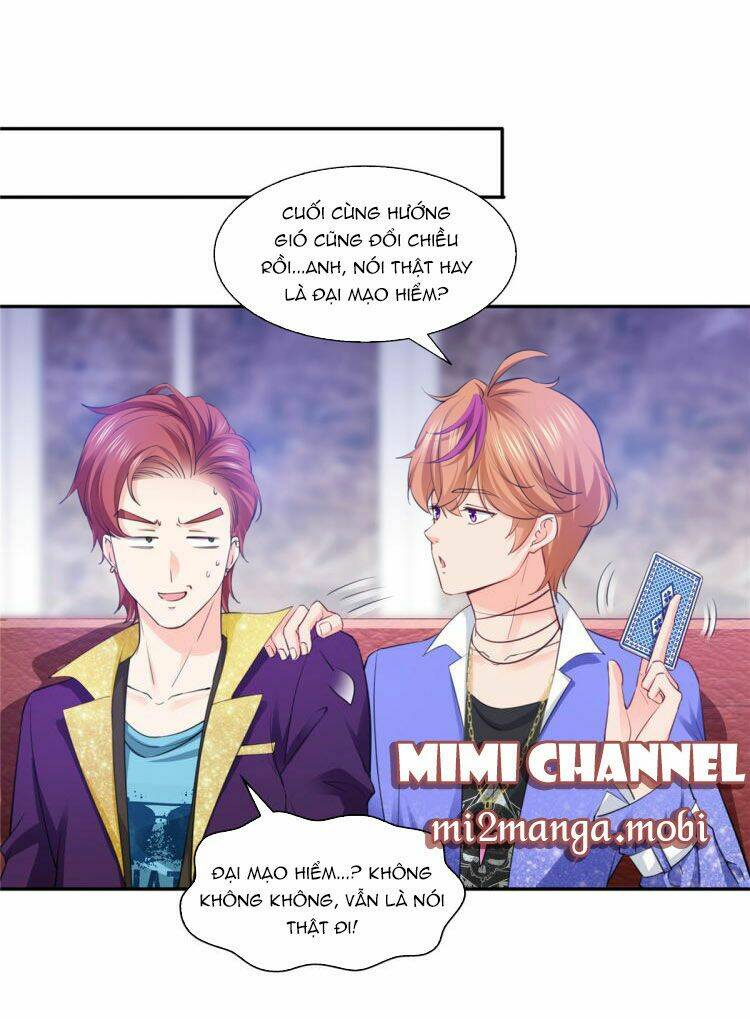 CUỐI CÙNG HƯỚNG
GIÓ CŨNG ĐỔI CHIỀU
RỒI...ANH, NÓI THẬT HAY
LÀ ĐẠI MẠO HIỂM?
MIMI CHANNEL
mi2manga.mobi
ĐẠI MẠO HIỂM...? KHÔNG
KHÔNG KHÔNG, VẪN LÀ NÓI
THẬT ĐI!